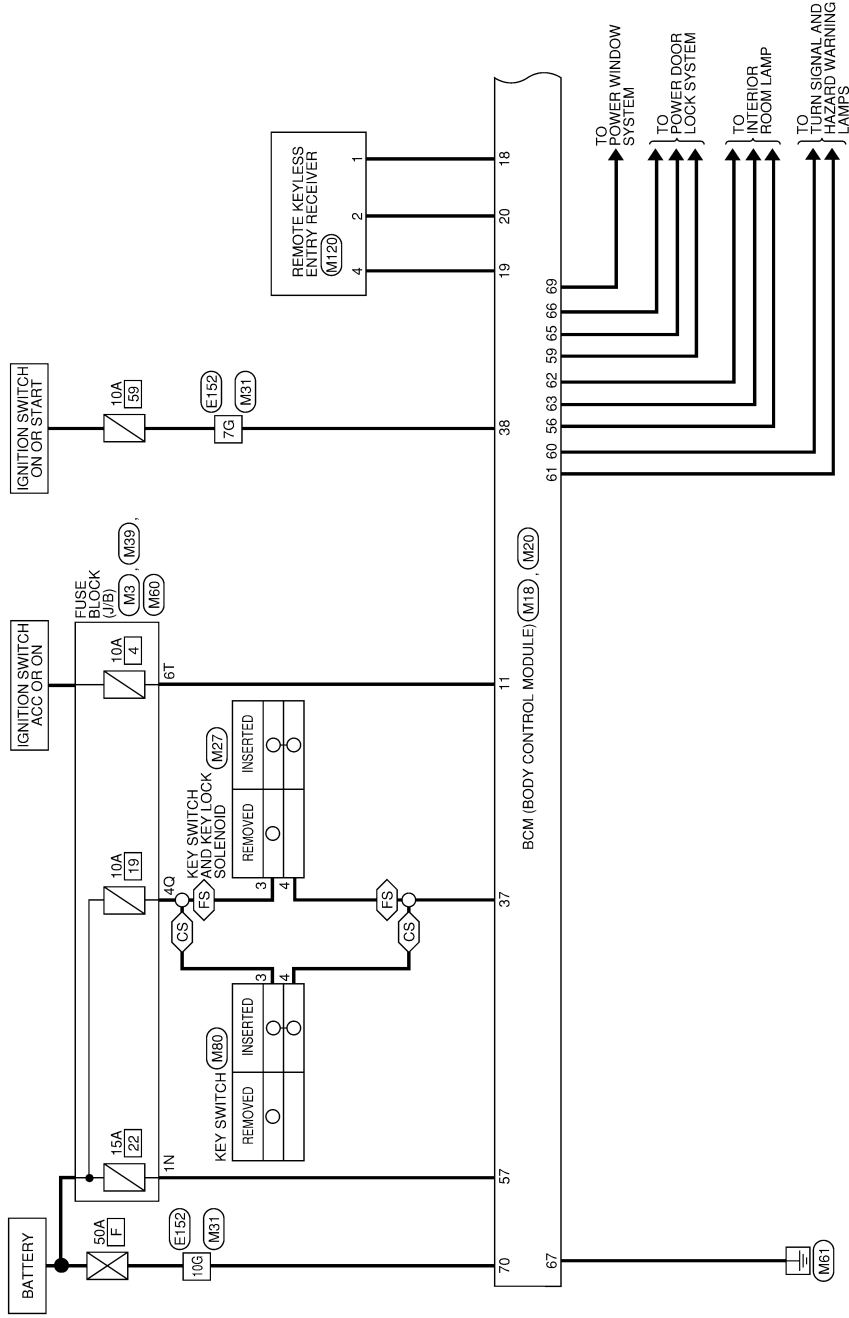 BATTERY
50A
F
E152
M31
10G
70
15A
22
1N
57
10A
19
4Q
IGNITION SWITCH
ACC OR ON
10A
4
6T
11
FUSE
BLOCK
(J/B)
M3 , M39 ,
M60
IGNITION SWITCH
ON OR START
10A
59
E152
M31
7G
38
REMOTE KEYLESS
ENTRY RECEIVER
M120
4
2
1
19
20
18
KEY SWITCH M80
REMOVED
INSERTED
3
4
CS
FS
KEY SWITCH
AND KEY LOCK
SOLENOID
M27
REMOVED
INSERTED
3
4
FS
CS
37
BCM (BODY CONTROL MODULE) M18 , M20
67
M61
61
60
56
63
62
59
65
66
69
TO
POWER WINDOW
SYSTEM
TO
POWER DOOR
LOCK SYSTEM
TO
INTERIOR
ROOM LAMP
TO
TURN SIGNAL AND
HAZARD WARNING
LAMPS